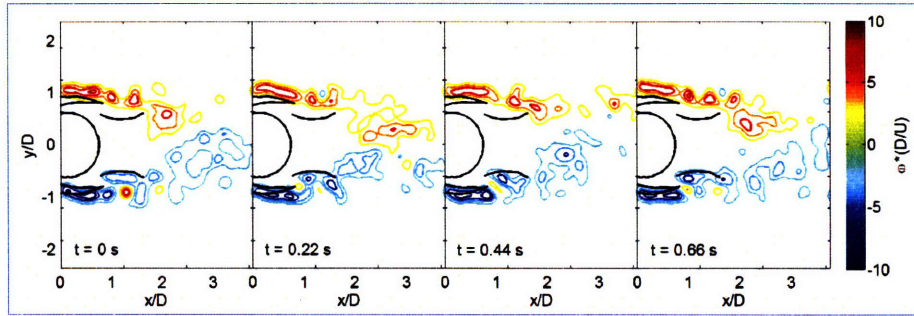 2
1
0
-1
-2
y/D
t = 0 s
t = 0.22 s
t = 0.44 s
t = 0.66 s
0 1 2 3
0 1 2 3
0 1 2 3
0 1 2 3
x/D
x/D
x/D
x/D
10
5
0
-5
-10
ω*(D/U)